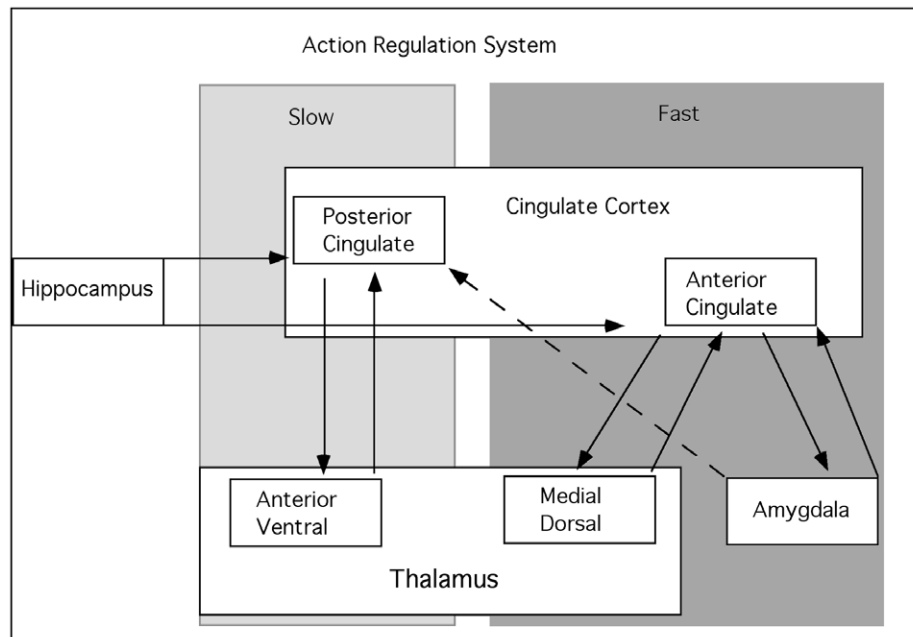 Action Regulation System
Slow
Fast
Cingulate Cortex
Posterior
Cingulate
Hippocampus
Anterior
Cingulate
Anterior
Ventral
Medial
Dorsal
Amygdala
Thalamus